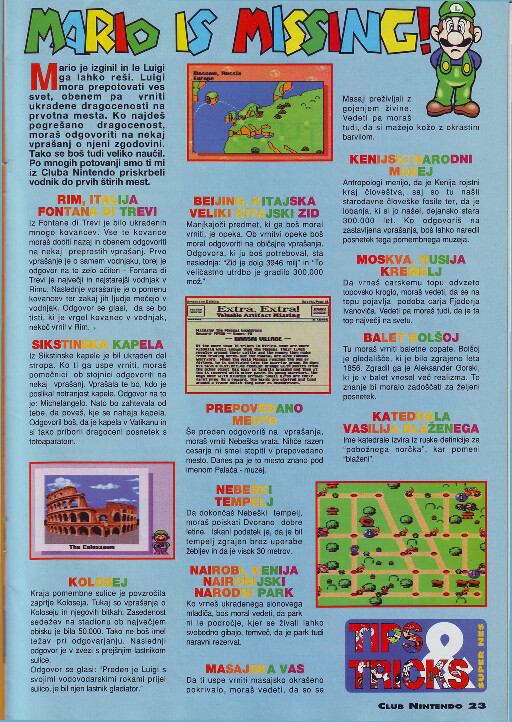 MARIO IS MISSING!
Mario je izginil in le Luigi
ga lahko reši. Luigi
mora prepotovati ves
svet, obenem pa vrniti
ukradene dragocenosti na
prvotna mesta. Ko najdeš
pogrešano dragocenost,
moraš odgovoriti na nekaj
vprašanj o njeni zgodovini.
Tako se boš tudi veliko naučil.
Po mnogih potovanji smo ti mi
iz Cluba Nintendo priskrbeli
vodnik do prvih štirih mest.
RIM, ITALIJA
FONTANA DI TREVI
Iz Fontane di Trevi je bilo ukradenih
mnogo kovancev. Vse te kovance
moraš dobiti nazaj in obenem odgovoriti
na nekaj preprostih vprašanj. Prvo
vprašanje je o samem vodnjaku, torej je
odgovor na to zelo očiten - Fontana di
Trevi je največji in najstarejši vodnjak v
Rimu. Naslednje vprašanje je o pomenu
kovancev ter zakaj jih ljudje mečejo v
vodnjak. Odgovor se glasi, da se bo
tisti, ki je vrgel kovanec v vodnjak,
nekoč vrnil v Rim.
SIKSTINSKA KAPELA
Iz Sikstinske kapele je bil ukraden del
stropa. Ko ti ga uspe vrniti, moraš
pomočnici ob stojnici odgovoriti na
nekaj vprašanj. Vprašala te bo, kdo je
poslikal notranjost kapele. Odgovor na to
je: Michelangelo. Nato bo zahtevala od
tebe, da poveš, kje se nahaja kapela.
Odgovoril boš, da je kapela v Vatikanu in
si tako priboril dragoceni posnetek s
fotoaparatom.
The Colosseum
KOLOSEJ
Kraja pomembne sulice je povzročila
zaprtje Koloseja. Tukaj so vprašanja o
Koloseju in njegovih bitkah. Zasedenost
sedežev na stadionu ob največjem
obisku je bila 50.000. Tako ne boš imel
težav pri odgovarjanju. Naslednji
odgovor je v zvezi s prejšnjim lastnikom
sulice.
Odgovor se glasi: "Preden je Luigi s
svojimi vodovodarskimi rokami prijel
sulico, je bil njen lastnik gladiator."
Moscow, Russia
Europe
BEIJING, KITAJSKA
VELIKI KITAJSKI ZID
Manjkajoči predmet, ki ga boš moral
vrniti, je opeka. Ob vrnitvi opeke boš
moral odgovoriti na običajna vprašanja.
Odgovora, ki ju boš potreboval, sta
naslednja: "Zid je dolg 3946 milj" in "To
veličastno utrdbo je gradilo 300.000
mož."
Extra, Extra!
Valuable Artifact Missing
PREPOVEDANO
MESTO
Še preden odgovoriš na vprašanja,
moraš vrniti Nebeška vrata. Nihče razen
cesarja ni smel stopiti v prepovedano
mesto. Danes pa je to mesto znano pod
imenom Palača - muzej.
NEBEŠKI
TEMPELJ
Da dokončaš Nebeški tempelj,
moraš poiskati Dvorano dobre
letine. Iskani podatek je, da je bil
tempelj zgrajen brez uporabe
žebljev in da je visok 30 metrov.
NAIROBI, KENIJA
NAIROBIJSKI
NARODNI PARK
Ko vrneš ukradenega slonovega
mladiča, boš moral vedeti, da park
ni le področje, kjer se živali lahko
svobodno gibajo, temveč, da je park tudi
naravni rezervat.
MASAJSKA VAS
Da ti uspe vrniti masajsko okrašeno
pokrivalo, moraš vedeti, da so se
Masaji preživljali z
gojenjem živine.
Vedeti pa moraš
tudi, da si mažejo kožo z okrastim
barvilom.
KENIJSKI NARODNI
MUZEJ
Antropologi menijo, da je Kenija rojstni
kraj človeštva, saj so tu našli
starodavne človeške fosile ter, da je
lobanja, ki si jo našel, dejansko stara
300.000 let. Ko odgovoriš na
zastavljena vprašanja, boš lahko naredil
posnetek tega pomembnega muzeja.
MOSKVA, RUSIJA
KREMELJ
Da vrneš carskemu topu odvzeto
topovsko kroglo, moraš vedeti, da se na
topu pojavlja podoba carja Fjederja
Ivanoviča. Vedeti pa moraš tudi, da je ta
top največji na svetu.
BALET BOLŠOJ
Tu moraš vrniti baletne copate. Bolšoj
je gledališče, ki je bilo zgrajeno leta
1856. Zgradil ga je Aleksander Gorski,
ki je v balet vnesel več realizma. To
znanje bi moralo zadoščati za željeni
posnetek.
KATEDRALA
VASILIJA BLAŽENEGA
Ime katedrale izvira iz ruske definicije za
"pobožnega norčka", kar pomeni
"blaženi".
TIPS
&
TRICKS
SUPER NES
CLUB NINTENDO 23